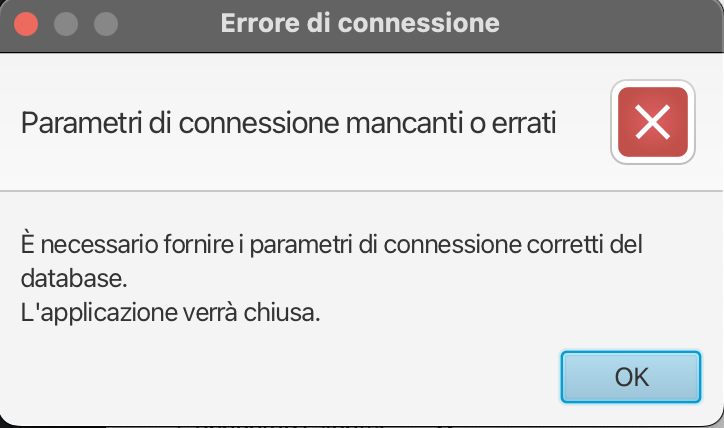 Errore di connessione
Parametri di connessione mancanti o errati
È necessario fornire i parametri di connessione corretti del
database.
L'applicazione verrà chiusa.
OK